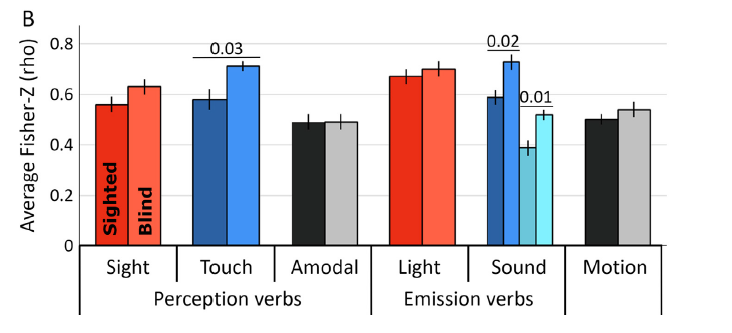 B
Average Fisher-Z (rho)
0.8
0.6
0.4
0.2
0
0.03
0.02
0.01
Sighted
Blind
Sight Touch Amodal Light Sound Motion
Perception verbs Emission verbs